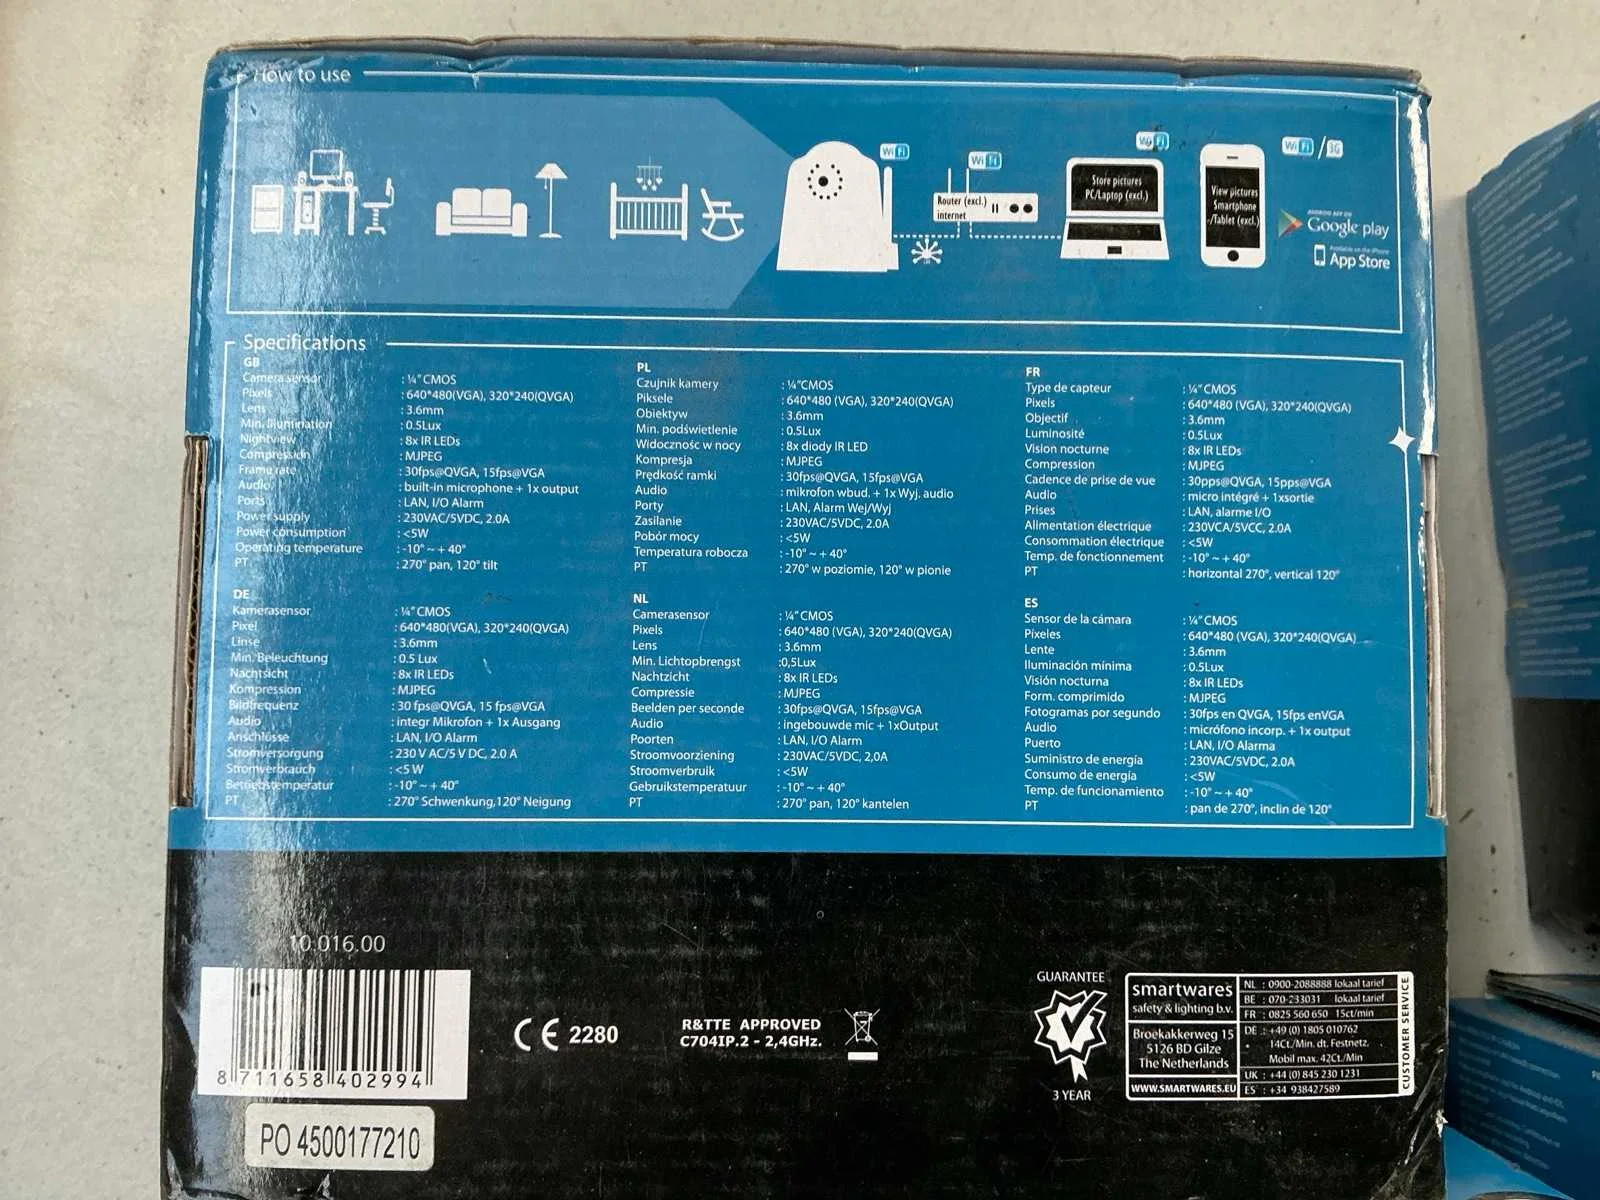 How to use
WiFi
WiFi
WiFi
WiFi / 3G
Router (excl.)
internet
Store pictures
PC/Laptop (excl.)
View pictures
Smartphone
-/Tablet (excl.)
ANDROID APP ON
Google play
Available on the iPhone
App Store
Specifications
GB
Camera sensor : ¼" CMOS
Pixels : 640*480(VGA), 320*240(QVGA)
Lens : 3.6mm
Min. Illumination : 0.5Lux
Nightview : 8x IR LEDs
Compression : MJPEG
Frame rate : 30fps@QVGA, 15fps@VGA
Audio : built-in microphone + 1x output
Ports : LAN, I/O Alarm
Power supply : 230VAC/5VDC, 2.0A
Power consumption : <5W
Operating temperature : -10° ~ + 40°
PT : 270° pan, 120° tilt
PL
Czujnik kamery : ¼"CMOS
Piksele : 640*480 (VGA), 320*240(QVGA)
Obiektyw : 3.6mm
Min. podświetlenie : 0.5Lux
Widocznośc w nocy : 8x diody IR LED
Kompresja : MJPEG
Prędkość ramki : 30fps@QVGA, 15fps@VGA
Audio : mikrofon wbud. + 1x Wyj. audio
Porty : LAN, Alarm Wej/Wyj
Zasilanie : 230VAC/5VDC, 2.0A
Pobór mocy : <5W
Temperatura robocza : -10° ~ + 40°
PT : 270° w poziomie, 120° w pionie
FR
Type de capteur : ¼" CMOS
Pixels : 640*480 (VGA), 320*240(QVGA)
Objectif : 3.6mm
Luminosité : 0.5Lux
Vision nocturne : 8x IR LEDs
Compression : MJPEG
Cadence de prise de vue : 30pps@QVGA, 15pps@VGA
Audio : micro intégré + 1xsortie
Prises : LAN, alarme I/O
Alimentation électrique : 230VCA/5VCC, 2.0A
Consommation électrique : <5W
Temp. de fonctionnement : -10° ~ + 40°
PT : horizontal 270°, vertical 120°
DE
Kamerasensor : ¼" CMOS
Pixel : 640*480(VGA), 320*240(QVGA)
Linse : 3.6mm
Min. Beleuchtung : 0.5 Lux
Nachtsicht : 8x IR LEDs
Kompression : MJPEG
Bildfrequenz : 30 fps@QVGA, 15 fps@VGA
Audio : integr Mikrofon + 1x Ausgang
Anschlüsse : LAN, I/O Alarm
Stromversorgung : 230 V AC/5 V DC, 2.0 A
Stromverbrauch : <5 W
Betriebstemperatur : -10° ~ + 40°
PT : 270° Schwenkung,120° Neigung
NL
Camerasensor : ¼" CMOS
Pixels : 640*480 (VGA), 320*240(QVGA)
Lens : 3.6mm
Min. Lichtopbrengst :0,5Lux
Nachtzicht : 8x IR LEDs
Compressie : MJPEG
Beelden per seconde : 30fps@QVGA, 15fps@VGA
Audio : ingebouwde mic + 1xOutput
Poorten : LAN, I/O Alarm
Stroomvoorziening : 230VAC/5VDC, 2,0A
Stroomverbruik : <5W
Gebruikstemperatuur : -10° ~ + 40°
PT : 270° pan, 120° kantelen
ES
Sensor de la cámara : ¼" CMOS
Píxeles : 640*480 (VGA), 320*240(QVGA)
Lente : 3.6mm
Iluminación mínima : 0.5Lux
Visión nocturna : 8x IR LEDs
Form. comprimido : MJPEG
Fotogramas por segundo : 30fps en QVGA, 15fps enVGA
Audio : micrófono incorp. + 1x output
Puerto : LAN, I/O Alarma
Suministro de energía : 230VAC/5VDC, 2.0A
Consumo de energía : <5W
Temp. de funcionamiento : -10° ~ + 40°
PT : pan de 270°, inclin de 120°
10.016.00
8 711658 402994
PO 4500177210
CE 2280
R&TTE APPROVED
C704IP.2 - 2,4GHz.
GUARANTEE
3 YEAR
smartwares
safety & lighting b.v.
Broekakkerweg 15
5126 BD Gilze
The Netherlands
WWW.SMARTWARES.EU
NL : 0900-2088888 lokaal tarief
BE : 070-233031 lokaal tarief
FR : 0825 560 650 15ct/min
DE : +49 (0) 1805 010762
14Ct./Min. dt. Festnetz.
Mobil max. 42Ct./Min
UK : +44 (0) 845 230 1231
ES : +34 938427589
CUSTOMER SERVICE